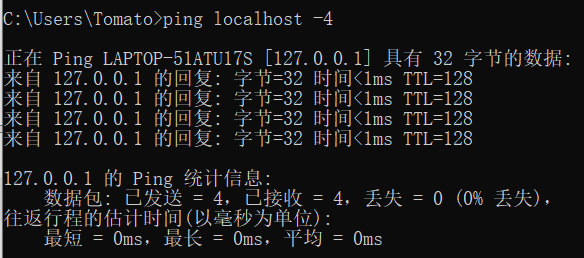 C:\Users\Tomato>ping localhost -4
正在 Ping LAPTOP-51ATU17S [127.0.0.1] 具有 32 字节的数据:
来自 127.0.0.1 的回复: 字节=32 时间<1ms TTL=128
来自 127.0.0.1 的回复: 字节=32 时间<1ms TTL=128
来自 127.0.0.1 的回复: 字节=32 时间<1ms TTL=128
来自 127.0.0.1 的回复: 字节=32 时间<1ms TTL=128
127.0.0.1 的 Ping 统计信息:
数据包: 已发送 = 4，已接收 = 4，丢失 = 0 (0% 丢失)，
往返行程的估计时间(以毫秒为单位):
最短 = 0ms，最长 = 0ms，平均 = 0ms